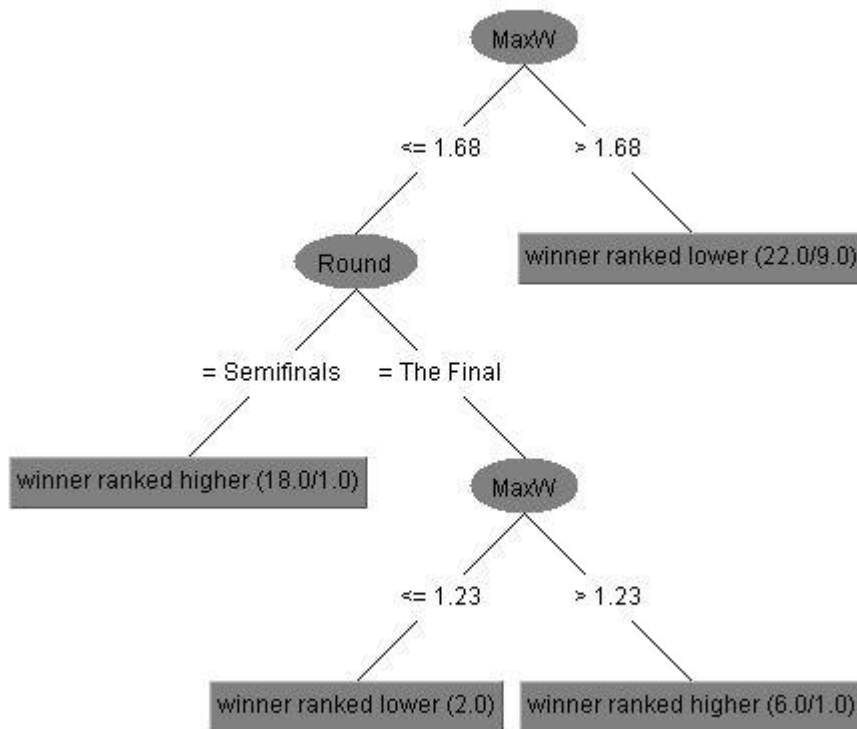 MaxW
<= 1.68
> 1.68
Round
winner ranked lower (22.0/9.0)
= Semifinals
= The Final
winner ranked higher (18.0/1.0)
MaxW
<= 1.23
> 1.23
winner ranked lower (2.0)
winner ranked higher (6.0/1.0)